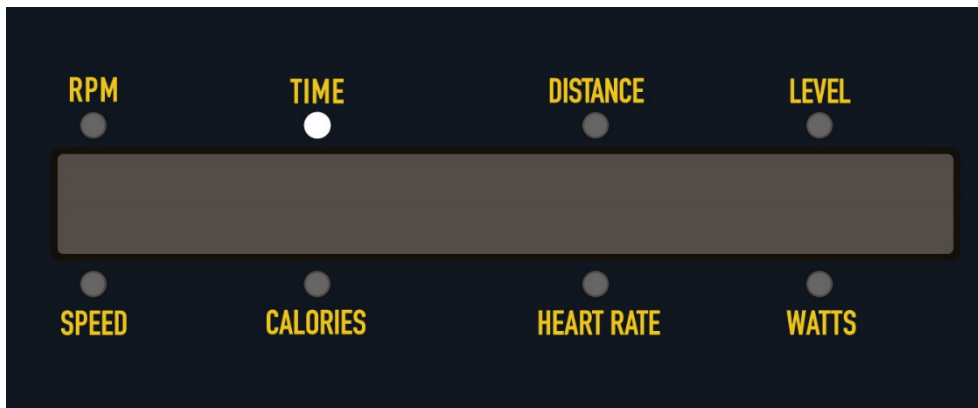 RPM TIME DISTANCE LEVEL
SPEED CALORIES HEART RATE WATTS